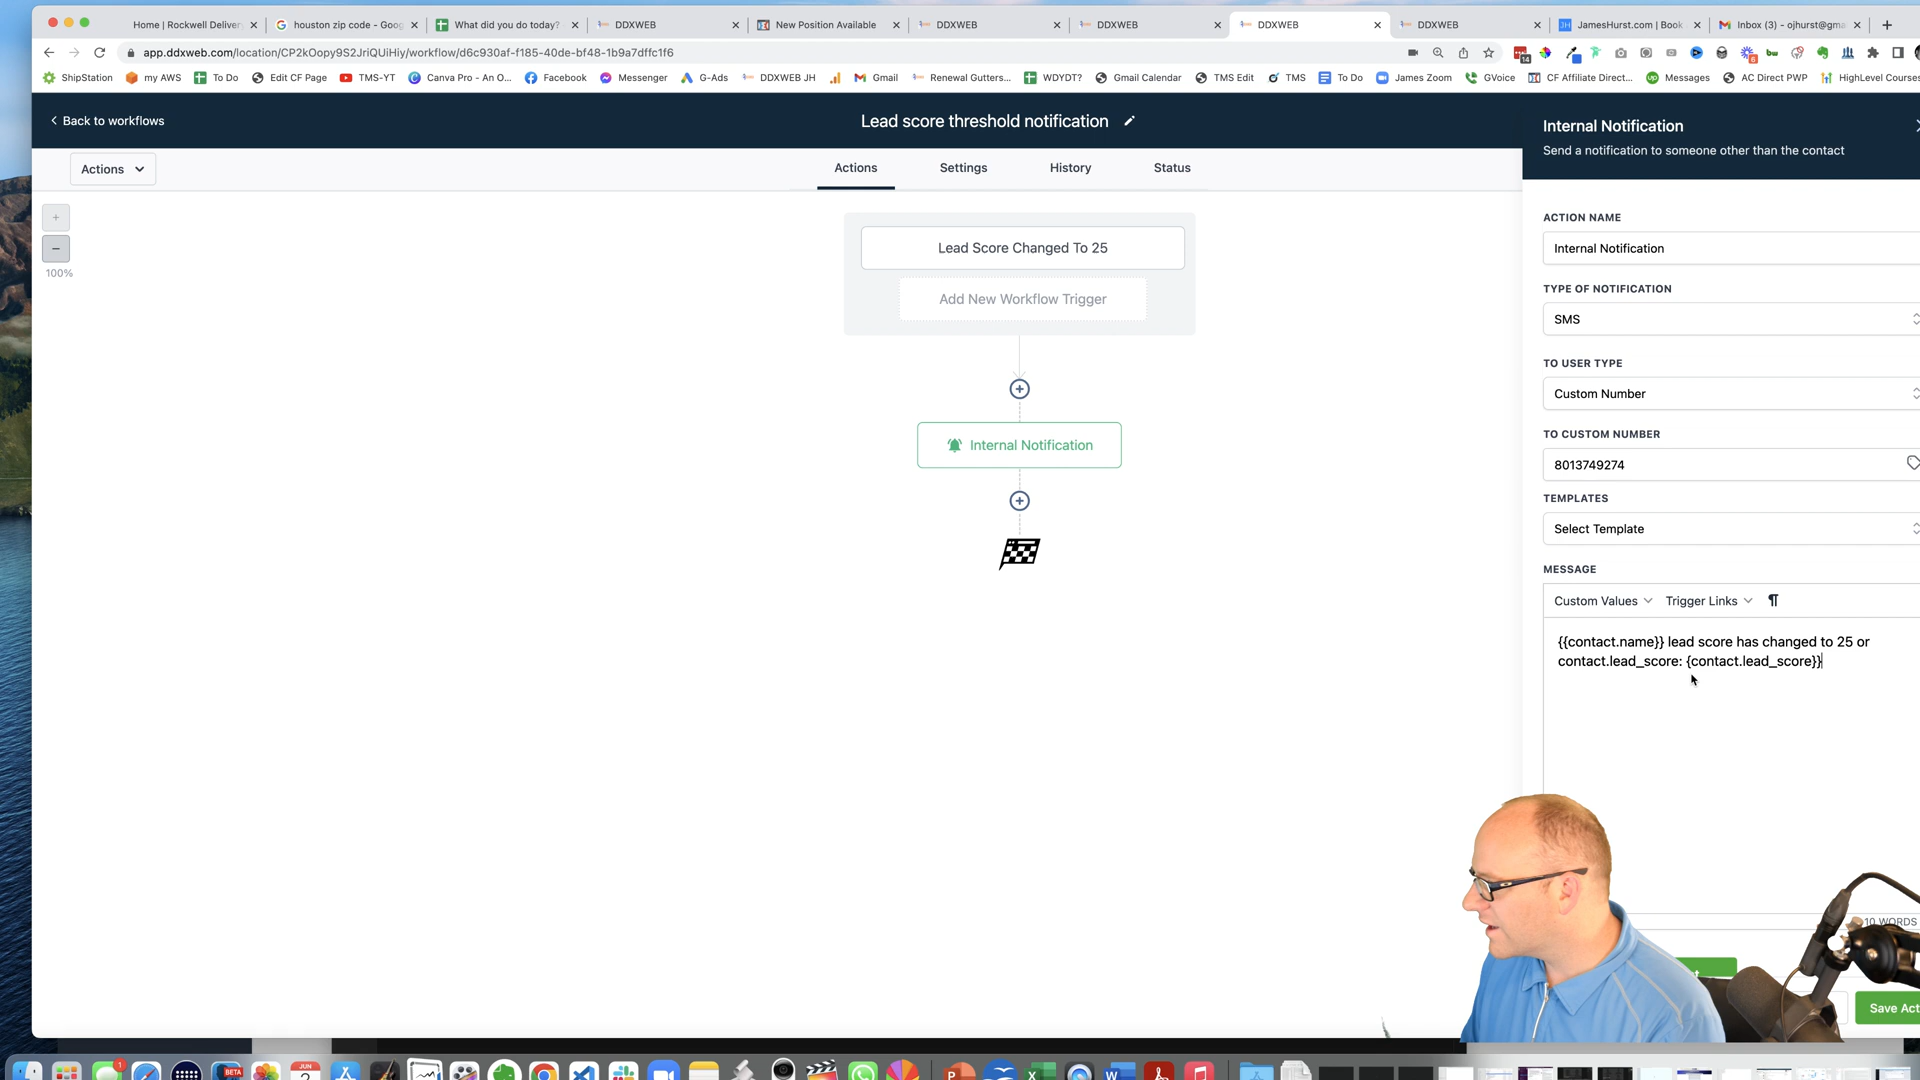 Home | Rockwell Deliver
houston zip code - Goog
What did you do today?
DDXWEB
New Position Available
DDXWEB
DDXWEB
DDXWEB
DDXWEB
JamesHurst.com | Book
Inbox (3) - ojhurst@gma
app.ddxweb.com/location/CP2kOopy9S2JriQUiHiy/workflow/d6c930af-f185-40de-bf48-1b9a7dffc1f6
ShipStation
my AWS
To Do
Edit CF Page
TMS-YT
Canva Pro - An O...
Facebook
Messenger
G-Ads
DDXWEB JH
Gmail
Renewal Gutters...
WDYDT?
Gmail Calendar
TMS Edit
TMS
To Do
James Zoom
GVoice
CF Affiliate Direct...
Messages
AC Direct PWP
HighLevel Courses
Back to workflows
Lead score threshold notification
Internal Notification
Send a notification to someone other than the contact
Actions
Actions
Settings
History
Status
100%
Lead Score Changed To 25
Add New Workflow Trigger
Internal Notification
ACTION NAME
Internal Notification
TYPE OF NOTIFICATION
SMS
TO USER TYPE
Custom Number
TO CUSTOM NUMBER
8013749274
TEMPLATES
Select Template
MESSAGE
Custom Values
Trigger Links
{{contact.name}} lead score has changed to 25 or
contact.lead_score: {contact.lead_score}}
10 WORDS
Save Act
JUN
BETA